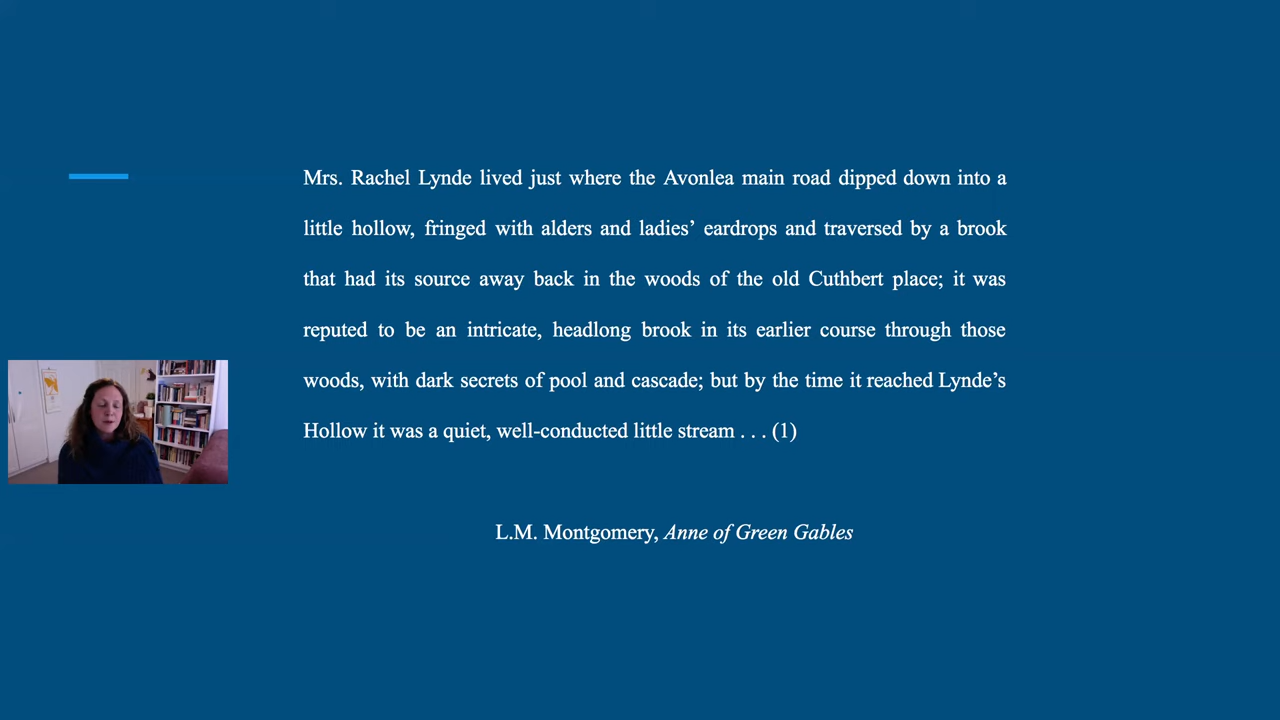 Mrs. Rachel Lynde lived just where the Avonlea main road dipped down into a
little hollow, fringed with alders and ladies’ eardrops and traversed by a brook
that had its source away back in the woods of the old Cuthbert place; it was
reputed to be an intricate, headlong brook in its earlier course through those
woods, with dark secrets of pool and cascade; but by the time it reached Lynde’s
Hollow it was a quiet, well-conducted little stream . . . (1)
L.M. Montgomery, Anne of Green Gables